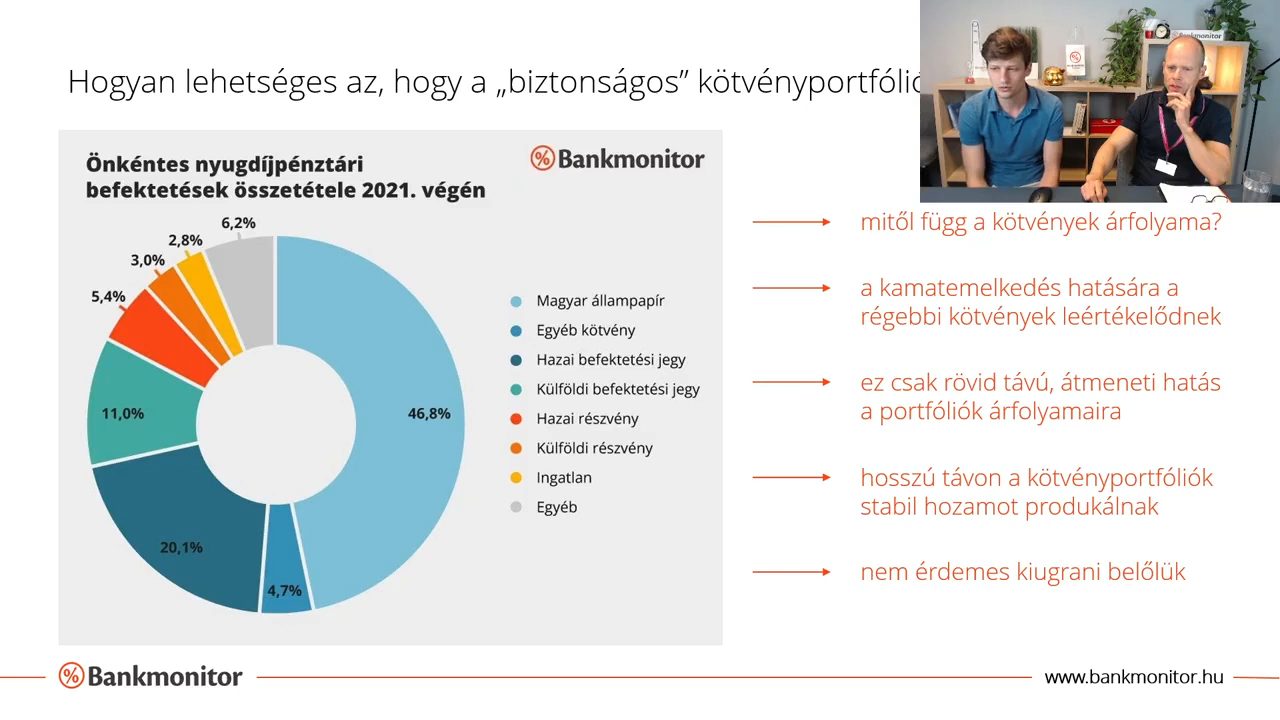 Hogyan lehetséges az, hogy a „biztonságos” kötvényportfólió
Önkéntes nyugdíjpénztári
befektetések összetétele 2021. végén
Bankmonitor
6,2%
2,8%
3,0%
5,4%
11,0%
20,1%
4,7%
46,8%
Magyar állampapír
Egyéb kötvény
Hazai befektetési jegy
Külföldi befektetési jegy
Hazai részvény
Külföldi részvény
Ingatlan
Egyéb
Bankmonitor
mitől függ a kötvények árfolyama?
a kamatemelkedés hatására a
régebbi kötvények leértékelődnek
ez csak rövid távú, átmeneti hatás
a portfóliók árfolyamaira
hosszú távon a kötvényportfóliók
stabil hozamot produkálnak
nem érdemes kiugrani belőlük
Bankmonitor
www.bankmonitor.hu